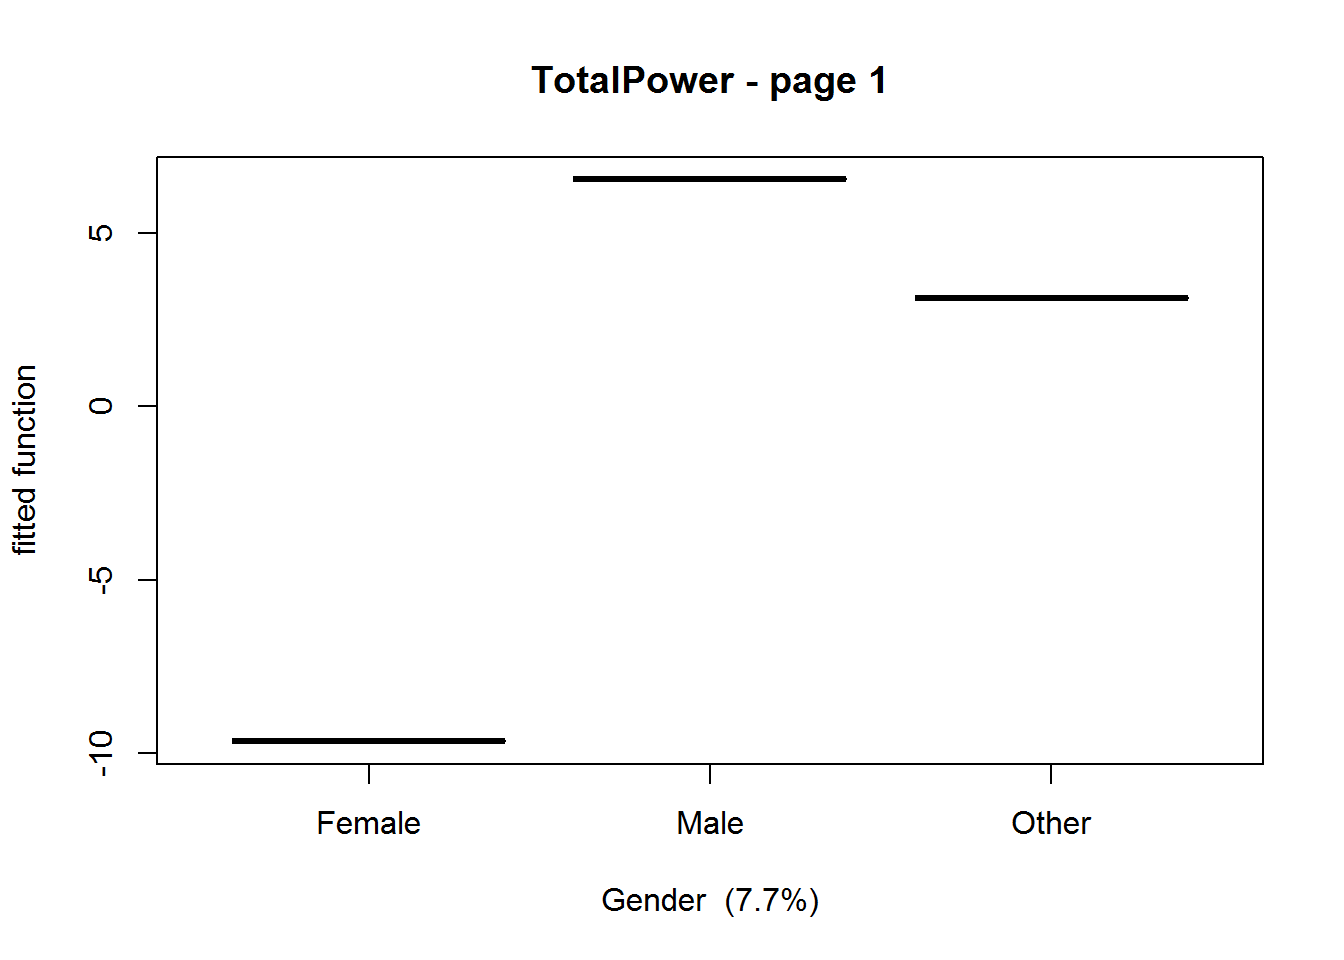 TotalPower - page 1
fitted function
5
0
-5
-10
Female Male Other
Gender (7.7%)